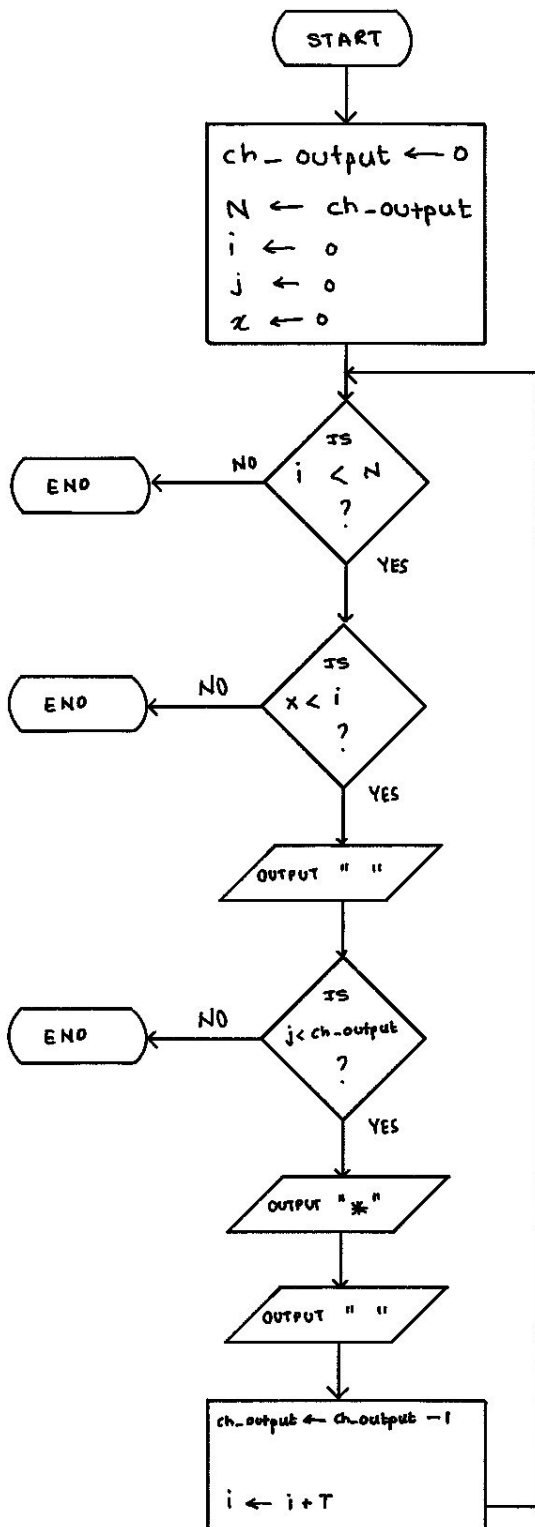 START
ch_output ← 0
N ← ch_output
i ← 0
j ← 0
x ← 0
IS
i < N
?
NO
END
YES
IS
x < i
?
NO
END
YES
OUTPUT " "
IS
j < ch_output
?
NO
END
YES
OUTPUT "*"
OUTPUT " "
ch_output ← ch_output - 1
i ← i + T